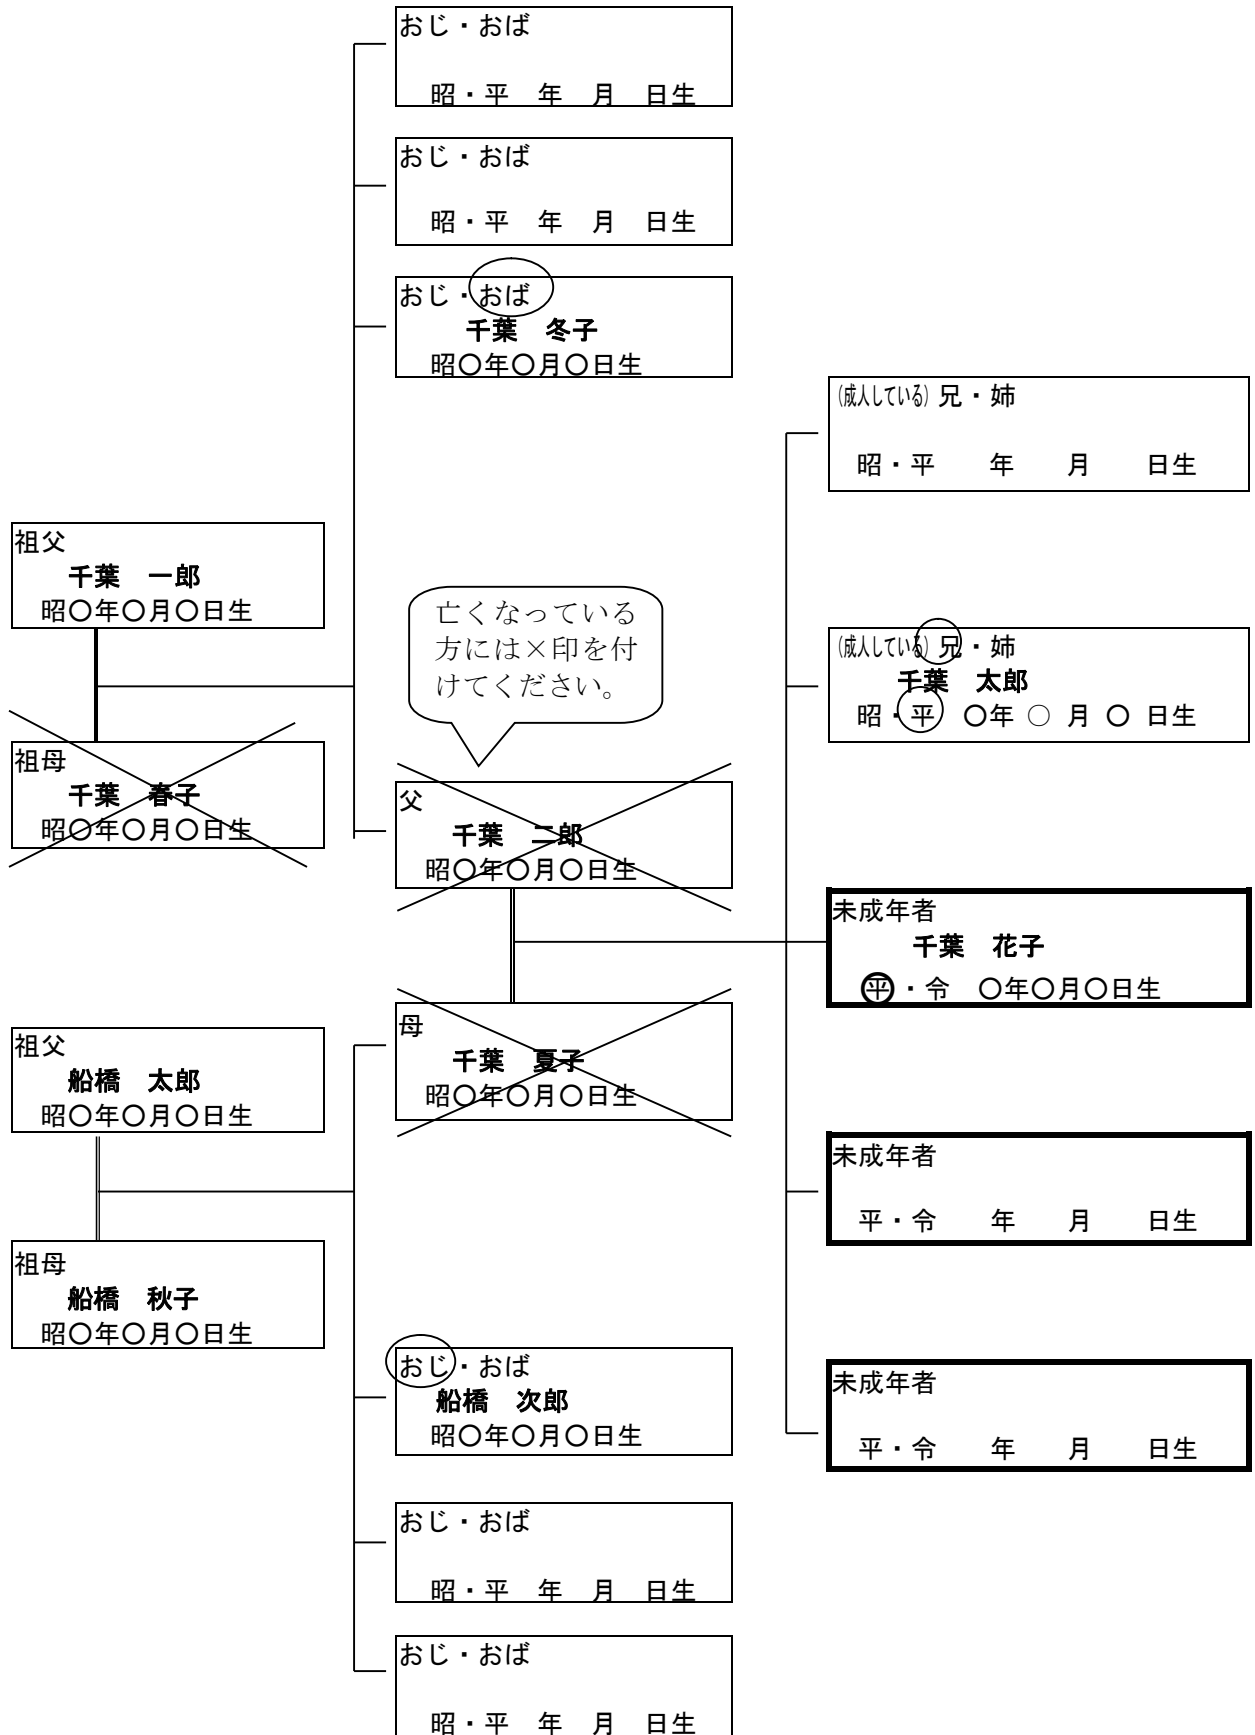 おじ・おば
昭・平　年　月　日生
おじ・おば
昭・平　年　月　日生
おじ・おば
千葉　冬子
昭〇年〇月〇日生
(成人している) 兄・姉
昭・平　　年　　月　　日生
祖父
千葉　一郎
昭〇年〇月〇日生
亡くなっている
方には×印を付
けてください。
(成人している) 兄・姉
千葉　太郎
昭・平　〇年 〇 月 〇 日生
祖母
千葉　春子
昭〇年〇月〇日生
父
千葉　二郎
昭〇年〇月〇日生
未成年者
千葉　花子
平・令　〇年〇月〇日生
母
千葉　夏子
昭〇年〇月〇日生
祖父
船橋　太郎
昭〇年〇月〇日生
未成年者
平・令　　年　　月　　日生
祖母
船橋　秋子
昭〇年〇月〇日生
おじ・おば
船橋　次郎
昭〇年〇月〇日生
未成年者
平・令　　年　　月　　日生
おじ・おば
昭・平　年　月　日生
おじ・おば
昭・平　年　月　日生